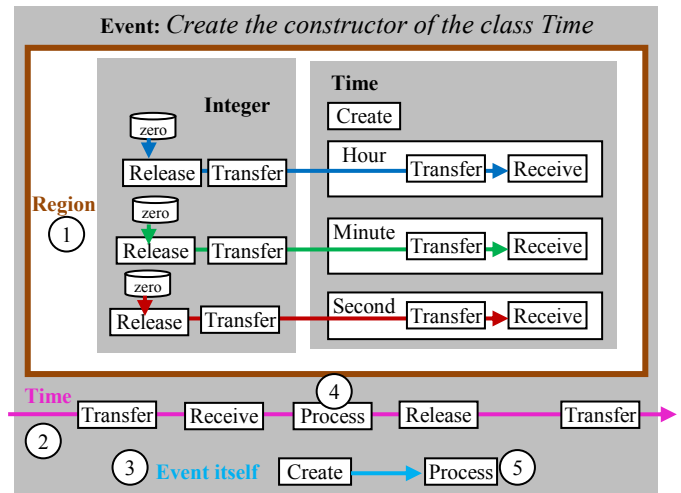 Event: Create the constructor of the class Time
Time
Integer
Create
zero
Hour
Release Transfer Transfer Receive
Region
zero
1
Minute
Release Transfer Transfer Receive
zero
Second
Release Transfer Transfer Receive
4
Time
Transfer Receive Process Release Transfer
2
3 Event itself Create Process 5